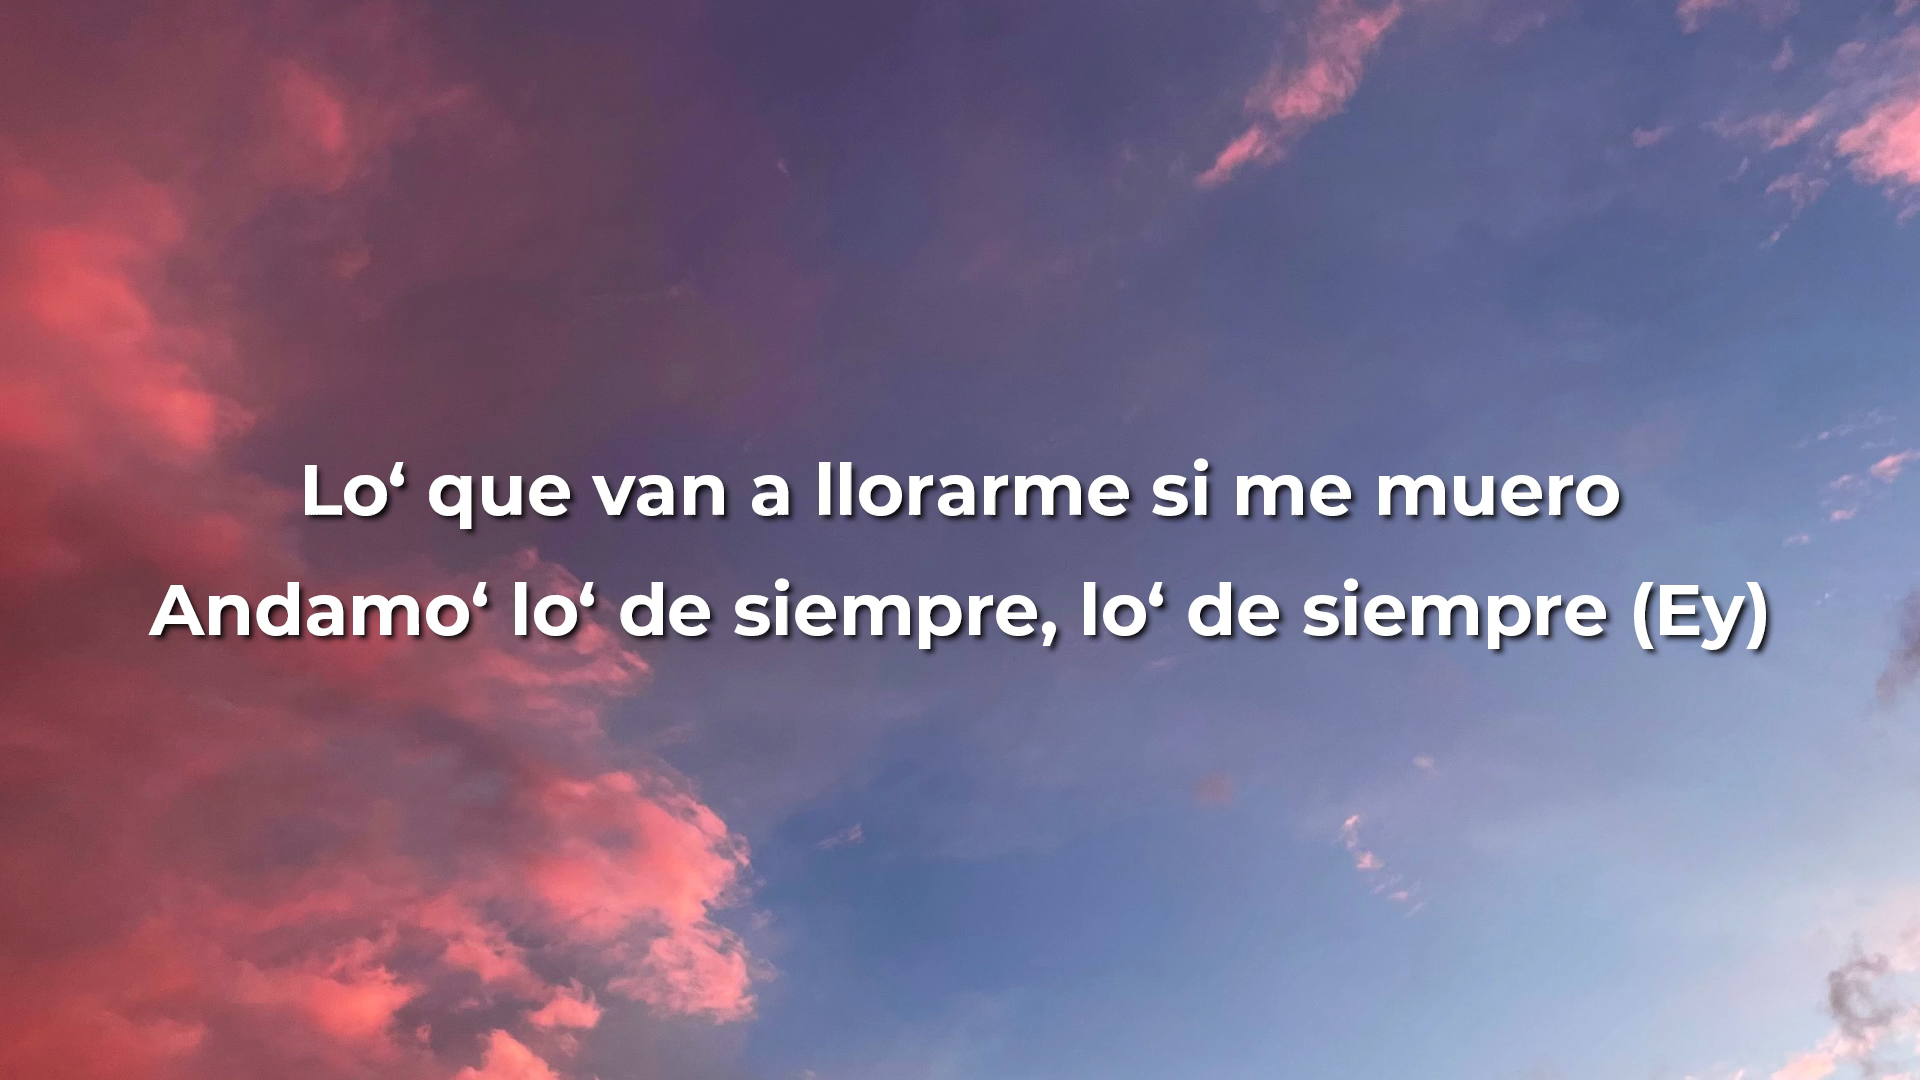 Lo‘ que van a llorarme si me muero
Andamo‘ lo‘ de siempre, lo‘ de siempre (Ey)